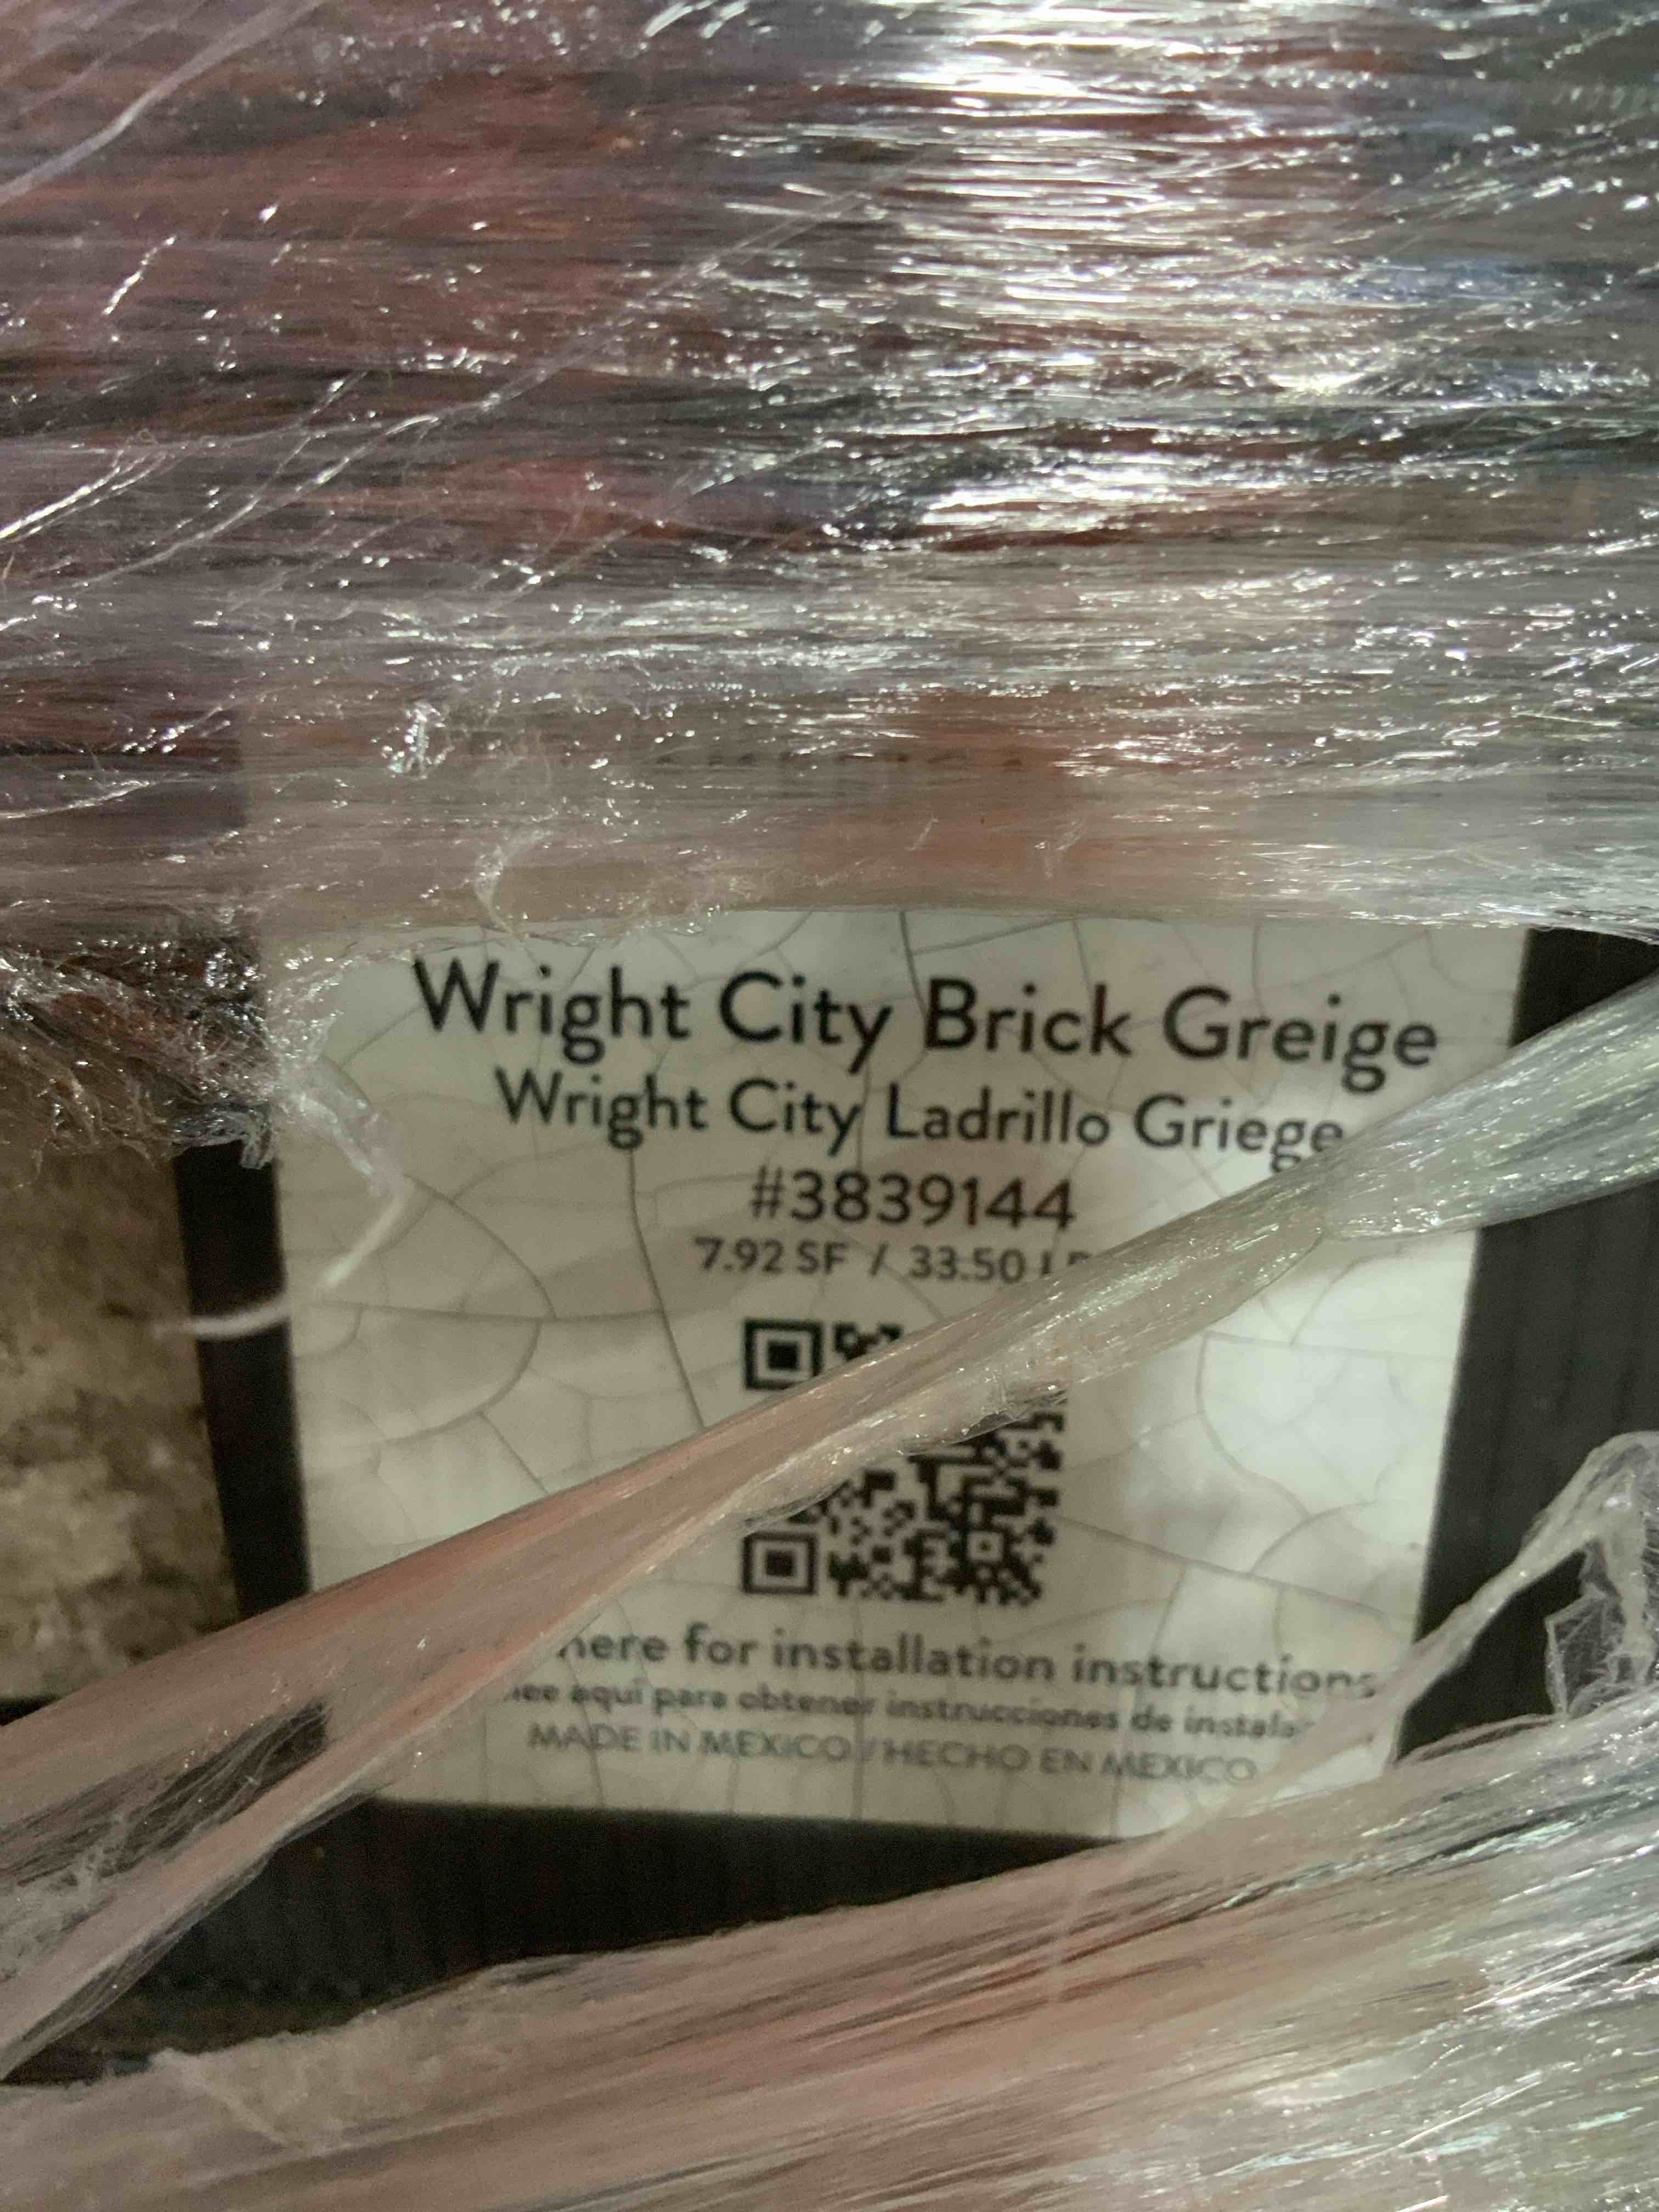 Wright City Brick Greige
Wright City Ladrillo Griege
#3839144
7.92 SF / 33.50
here for installation instructions
aquí para obtener instrucciones de
MADE IN MEXICO / HECHO EN MEXICO